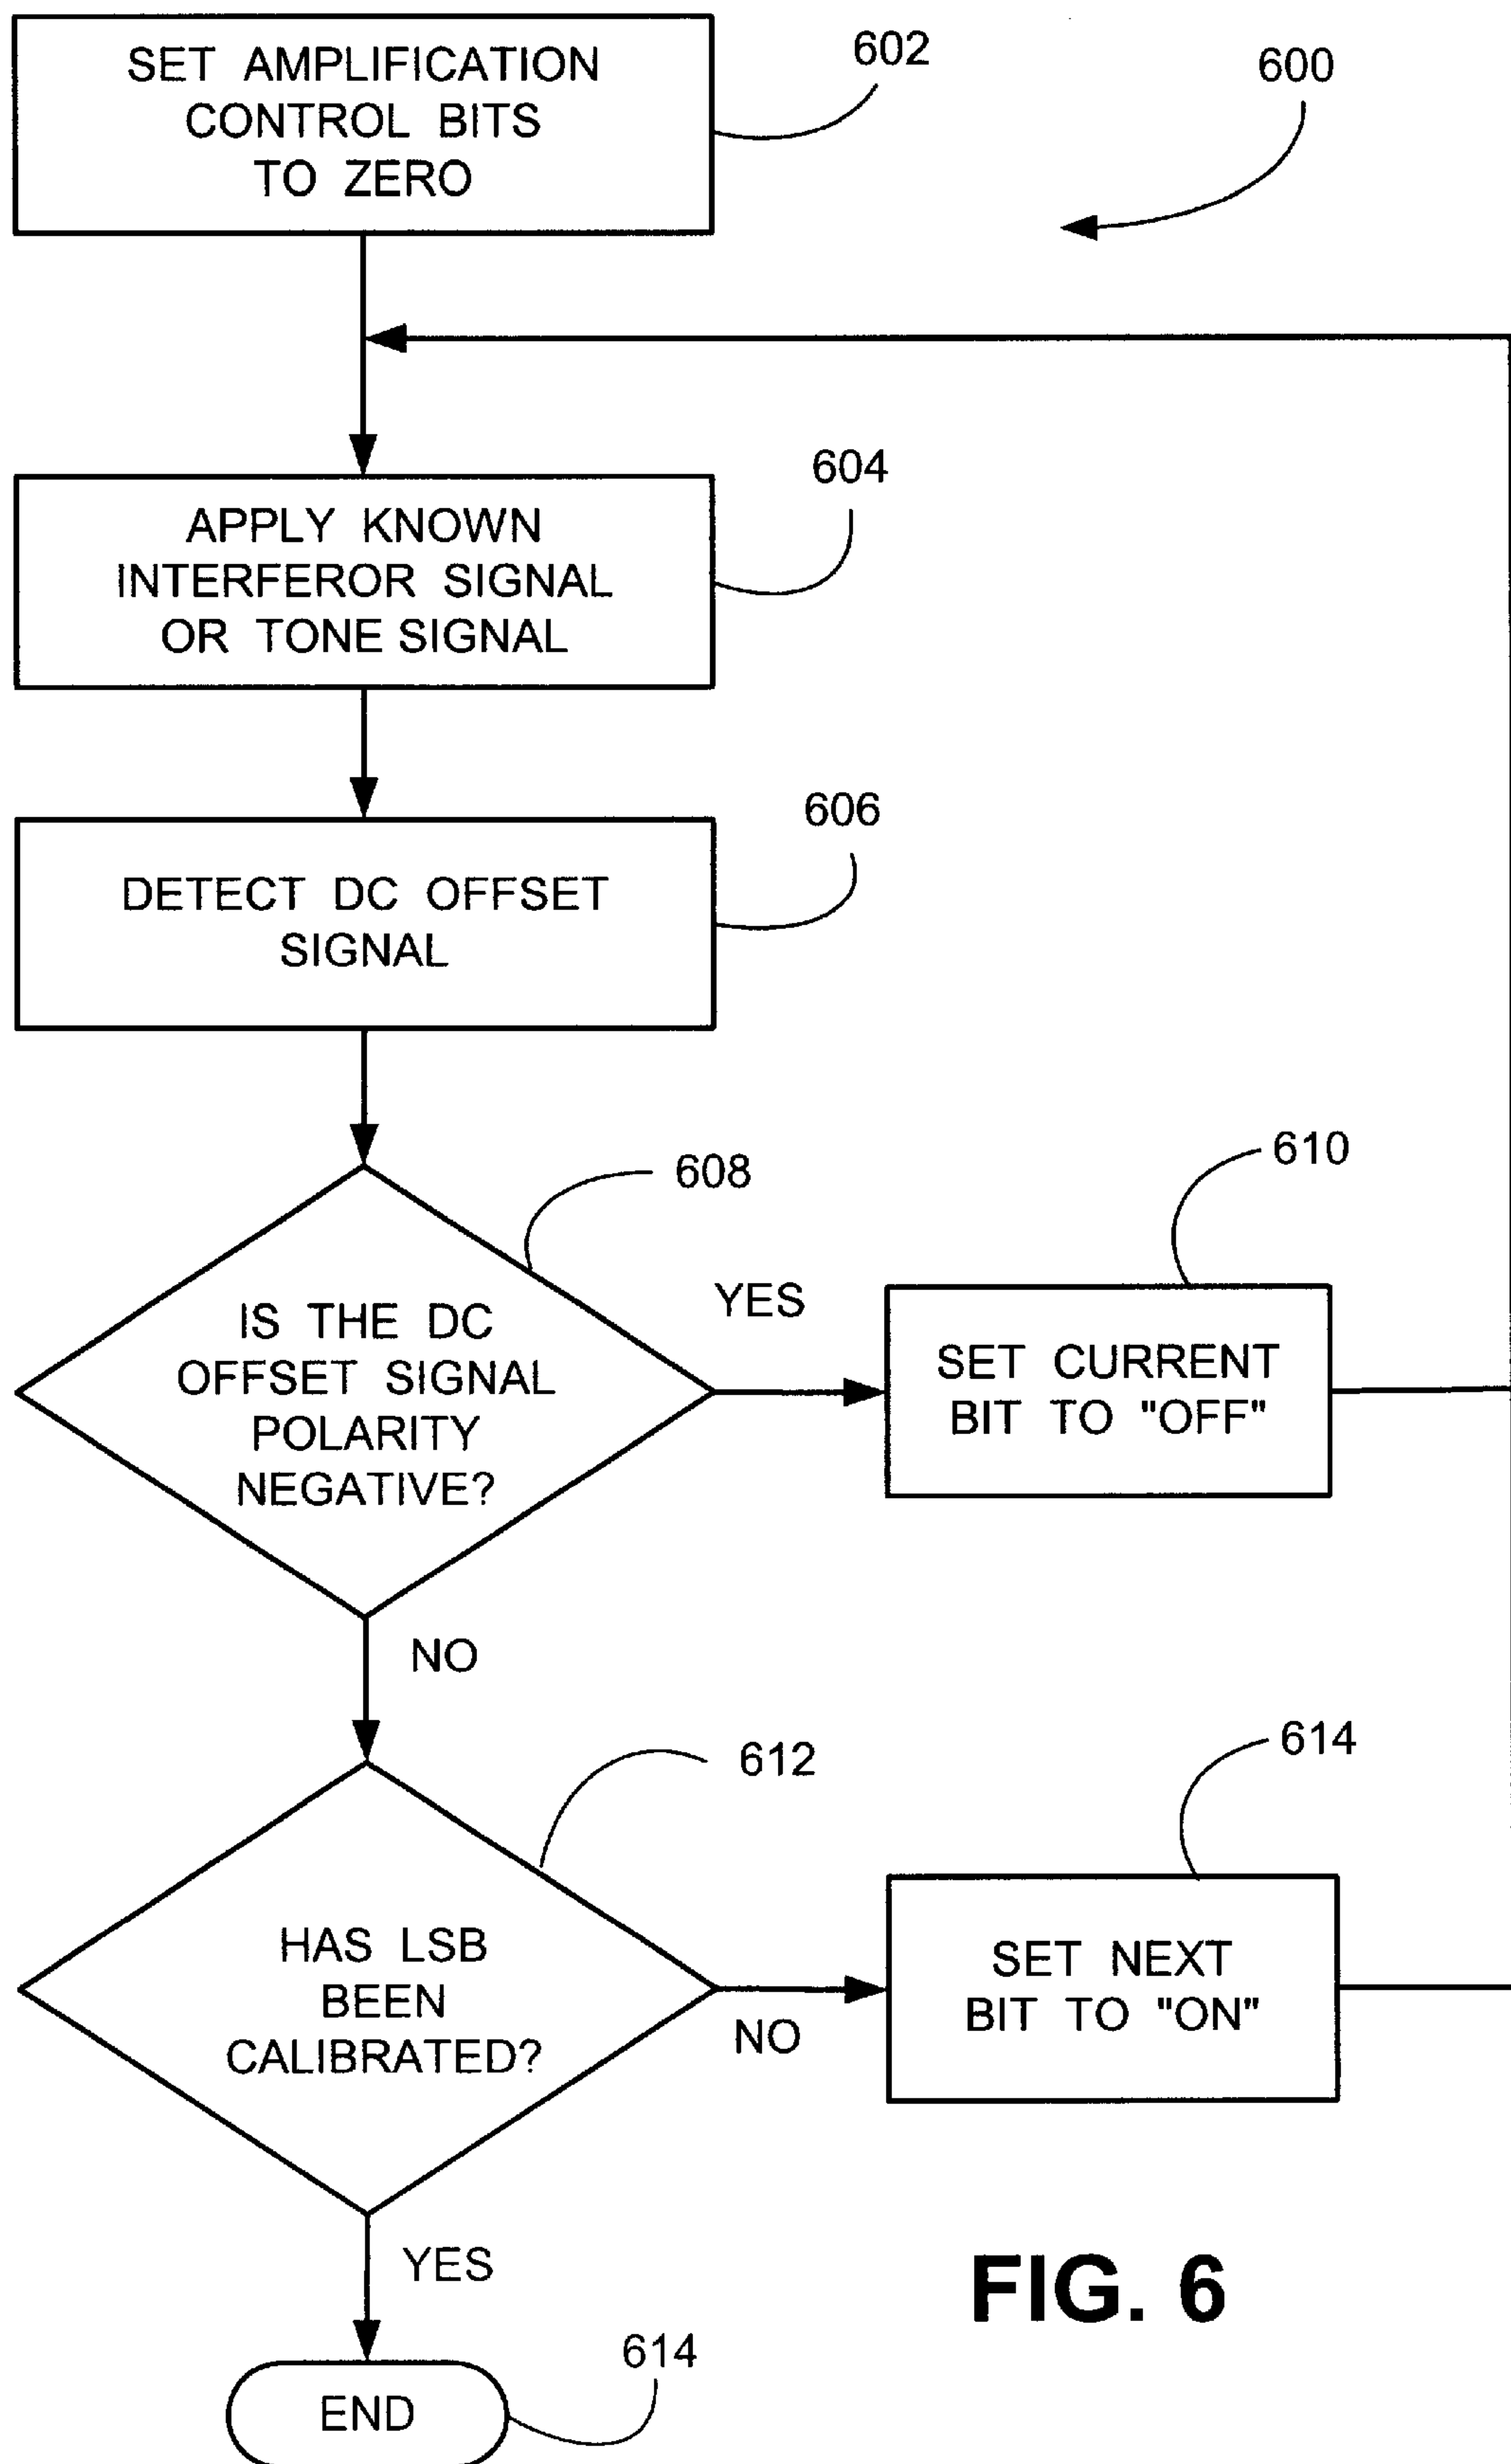 SET AMPLIFICATION
CONTROL BITS
TO ZERO
602
600
APPLY KNOWN
INTERFEROR SIGNAL
OR TONE SIGNAL
604
DETECT DC OFFSET
SIGNAL
606
IS THE DC
OFFSET SIGNAL
POLARITY
NEGATIVE?
608
YES
SET CURRENT
BIT TO "OFF"
610
NO
HAS LSB
BEEN
CALIBRATED?
612
NO
SET NEXT
BIT TO "ON"
614
YES
END
614
FIG. 6